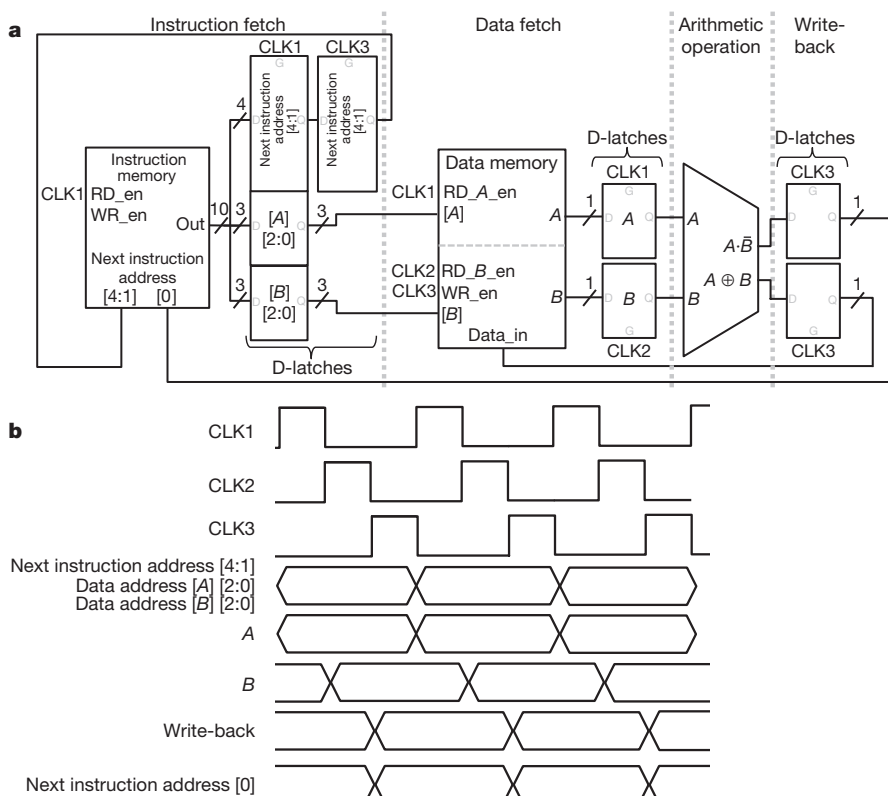 a
Instruction fetch
Data fetch
Arithmetic
operation
Write-
back
CLK1
CLK3
G
G
4
D
Next instruction
address
[4:1]
Q
D
Next instruction
address
[4:1]
Q
Instruction
memory
CLK1
RD_en
WR_en
Out
10
Next instruction
address
[4:1]
[0]
3
D
[A]
[2:0]
Q
3
3
D
[B]
[2:0]
Q
3
D-latches
Data memory
CLK1
RD_A_en
[A]
A
CLK2
RD_B_en
CLK3
WR_en
[B]
B
Data_in
D-latches
CLK1
G
1
D
A
Q
1
D
B
Q
G
CLK2
A
A·B̄
A ⊕ B
B
D-latches
CLK3
G
D
Q
1
D
Q
1
G
CLK3
b
CLK1
CLK2
CLK3
Next instruction address [4:1]
Data address [A] [2:0]
Data address [B] [2:0]
A
B
Write-back
Next instruction address [0]